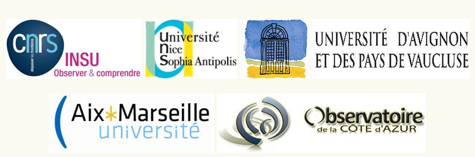 cnrs
INSU
Observer & comprendre
Université
Nice
Sophia Antipolis
UNIVERSITÉ D'AVIGNON
ET DES PAYS DE VAUCLUSE
Aix*Marseille
université
Observatoire
de la CÔTE d'AZUR